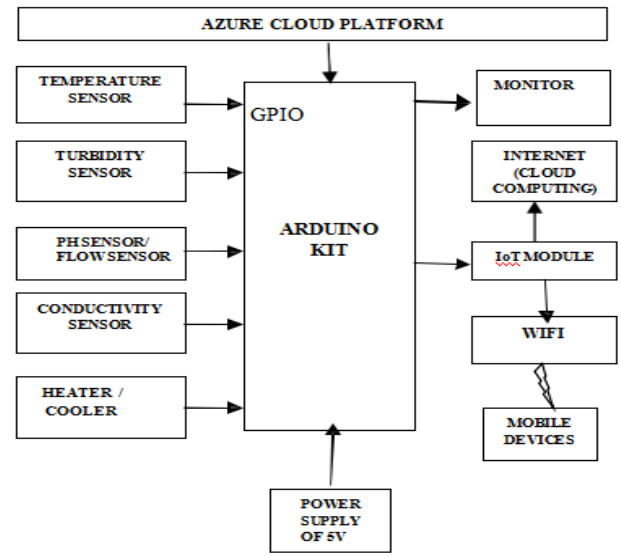 AZURE CLOUD PLATFORM
TEMPERATURE
SENSOR
TURBIDITY
SENSOR
PH SENSOR/
FLOW SENSOR
CONDUCTIVITY
SENSOR
HEATER /
COOLER
GPIO
ARDUINO
KIT
POWER
SUPPLY
OF 5V
MONITOR
INTERNET
(CLOUD
COMPUTING)
IoT MODULE
WIFI
MOBILE
DEVICES